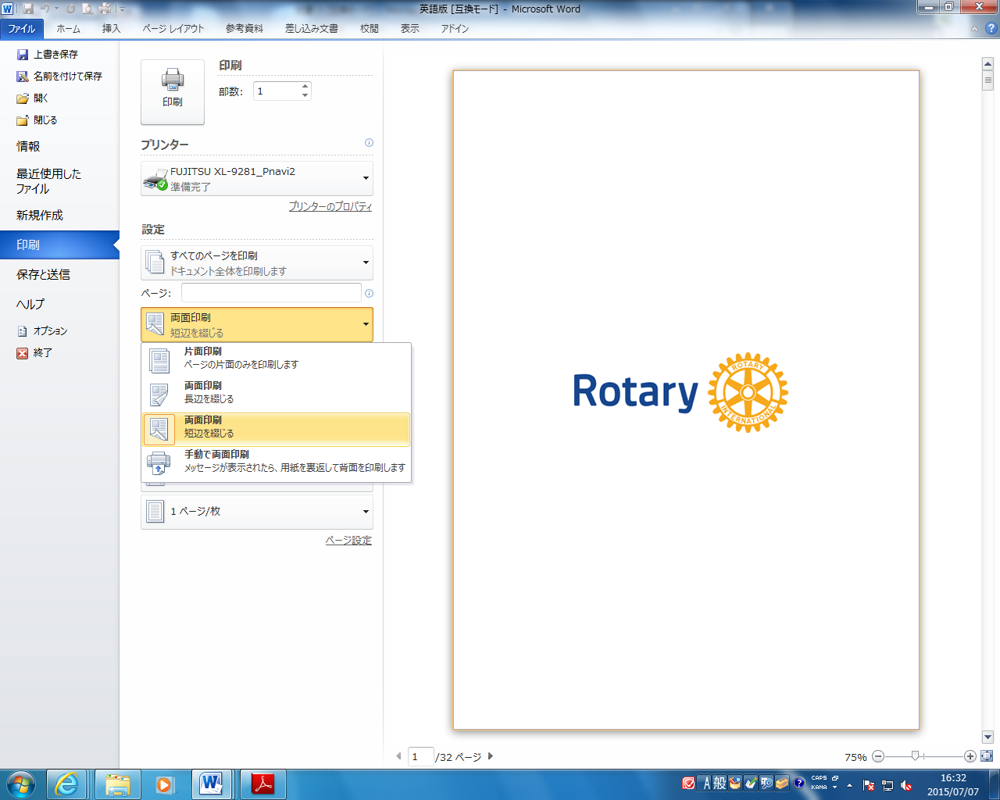 英語版 [互換モード] - Microsoft Word
ファイル
ホーム
挿入
ページ レイアウト
参考資料
差し込み文書
校閲
表示
アドイン
上書き保存
名前を付けて保存
開く
閉じる
情報
最近使用した
ファイル
新規作成
印刷
保存と送信
ヘルプ
オプション
終了
印刷
印刷
部数:
1
プリンター
FUJITSU XL-9281_Pnavi2
準備完了
プリンターのプロパティ
設定
すべてのページを印刷
ドキュメント全体を印刷します
ページ:
両面印刷
短辺を綴じる
片面印刷
ページの片面のみを印刷します
両面印刷
長辺を綴じる
両面印刷
短辺を綴じる
手動で両面印刷
メッセージが表示されたら、用紙を裏返して背面を印刷します
1 ページ/枚
ページ設定
Rotary
ROTARY
INTERNATIONAL
1
/32 ページ
75%
A 般
CAPS
KANA
16:32
2015/07/07